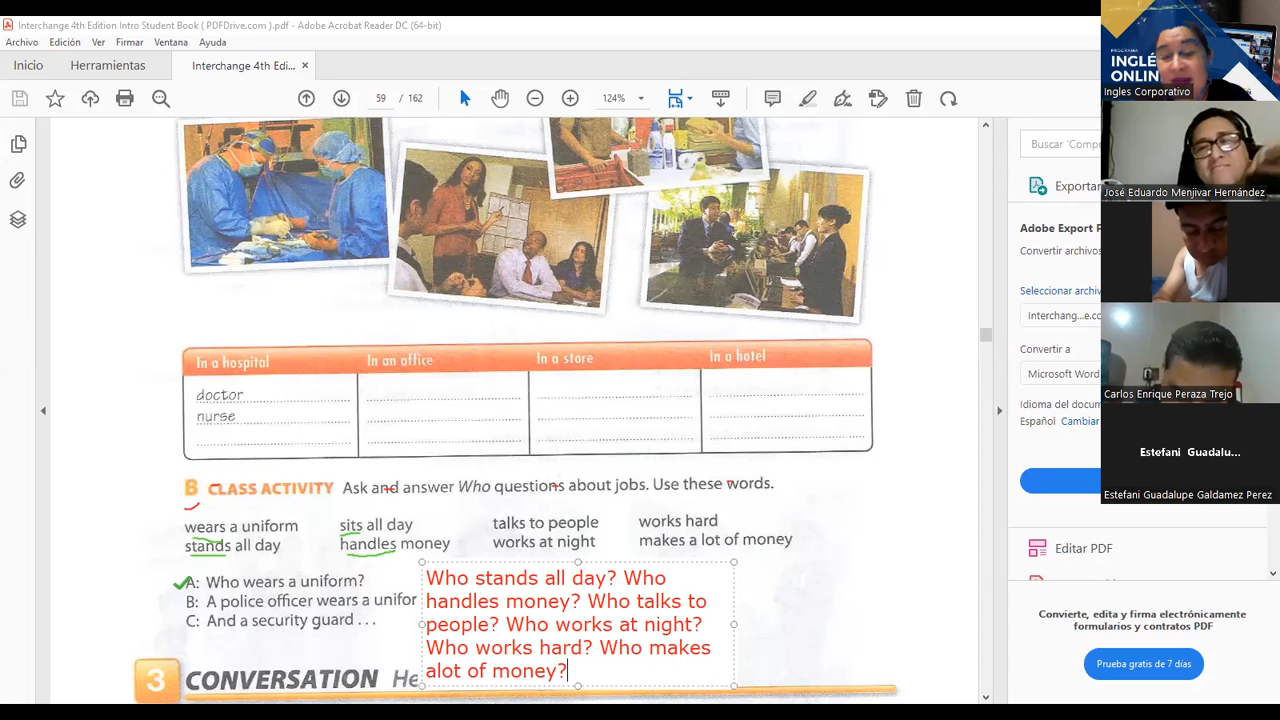 Interchange 4th Edition Intro Student Book ( PDFDrive.com ).pdf - Adobe Acrobat Reader DC (64-bit)
Archivo Edición Ver Firmar Ventana Ayuda
Inicio Herramientas Interchange 4th Edi... ×
59 / 162 124%
In a hospital In an office In a store In a hotel
doctor
nurse
B CLASS ACTIVITY Ask and answer Who questions about jobs. Use these words.
wears a uniform sits all day talks to people works hard
stands all day handles money works at night makes a lot of money
A: Who wears a uniform?
B: A police officer wears a unifor
C: And a security guard . . .
Who stands all day? Who
handles money? Who talks to
people? Who works at night?
Who works hard? Who makes
alot of money?
3 CONVERSATION He
Buscar 'Comp
Exportar
Adobe Export P
Convertir archivos
Seleccionar archiv
Interchang...e.co
Convertir a
Microsoft Word
Idioma del docum
Español Cambiar
Editar PDF
Convierte, edita y firma electrónicamente
formularios y contratos PDF
Prueba gratis de 7 días
PROGRAMA
INGLÉ
ONLIN
Ingles Corporativo
José Eduardo Menjivar Hernández
Carlos Enrique Peraza Trejo
Estefani Guadalu...
Estefani Guadalupe Galdamez Perez